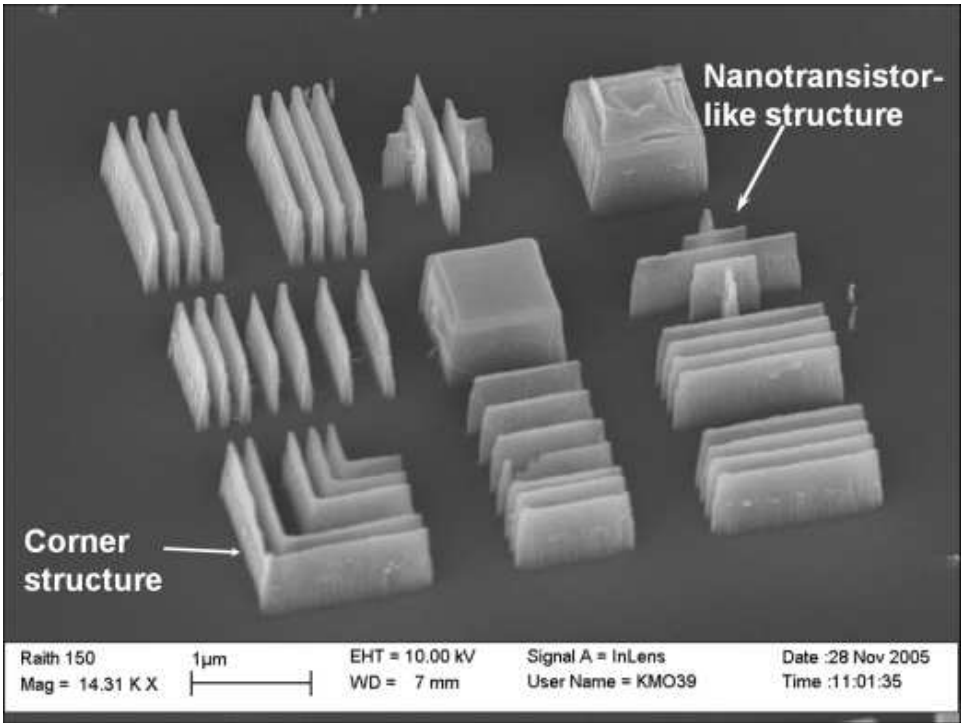 Nanotransistor-
like structure
Corner
structure
Raith 150
1µm
EHT = 10.00 kV
Signal A = InLens
Date :28 Nov 2005
Mag = 14.31 K X
WD = 7 mm
User Name = KMO39
Time :11:01:35